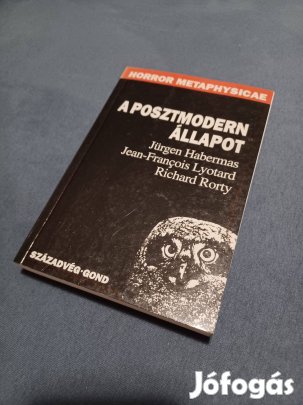 HORROR METAPHYSICAE
A POSZTMODERN
ÁLLAPOT
Jürgen Habermas
Jean-François Lyotard
Richard Rorty
SZÁZADVÉG-GOND
Jófogás